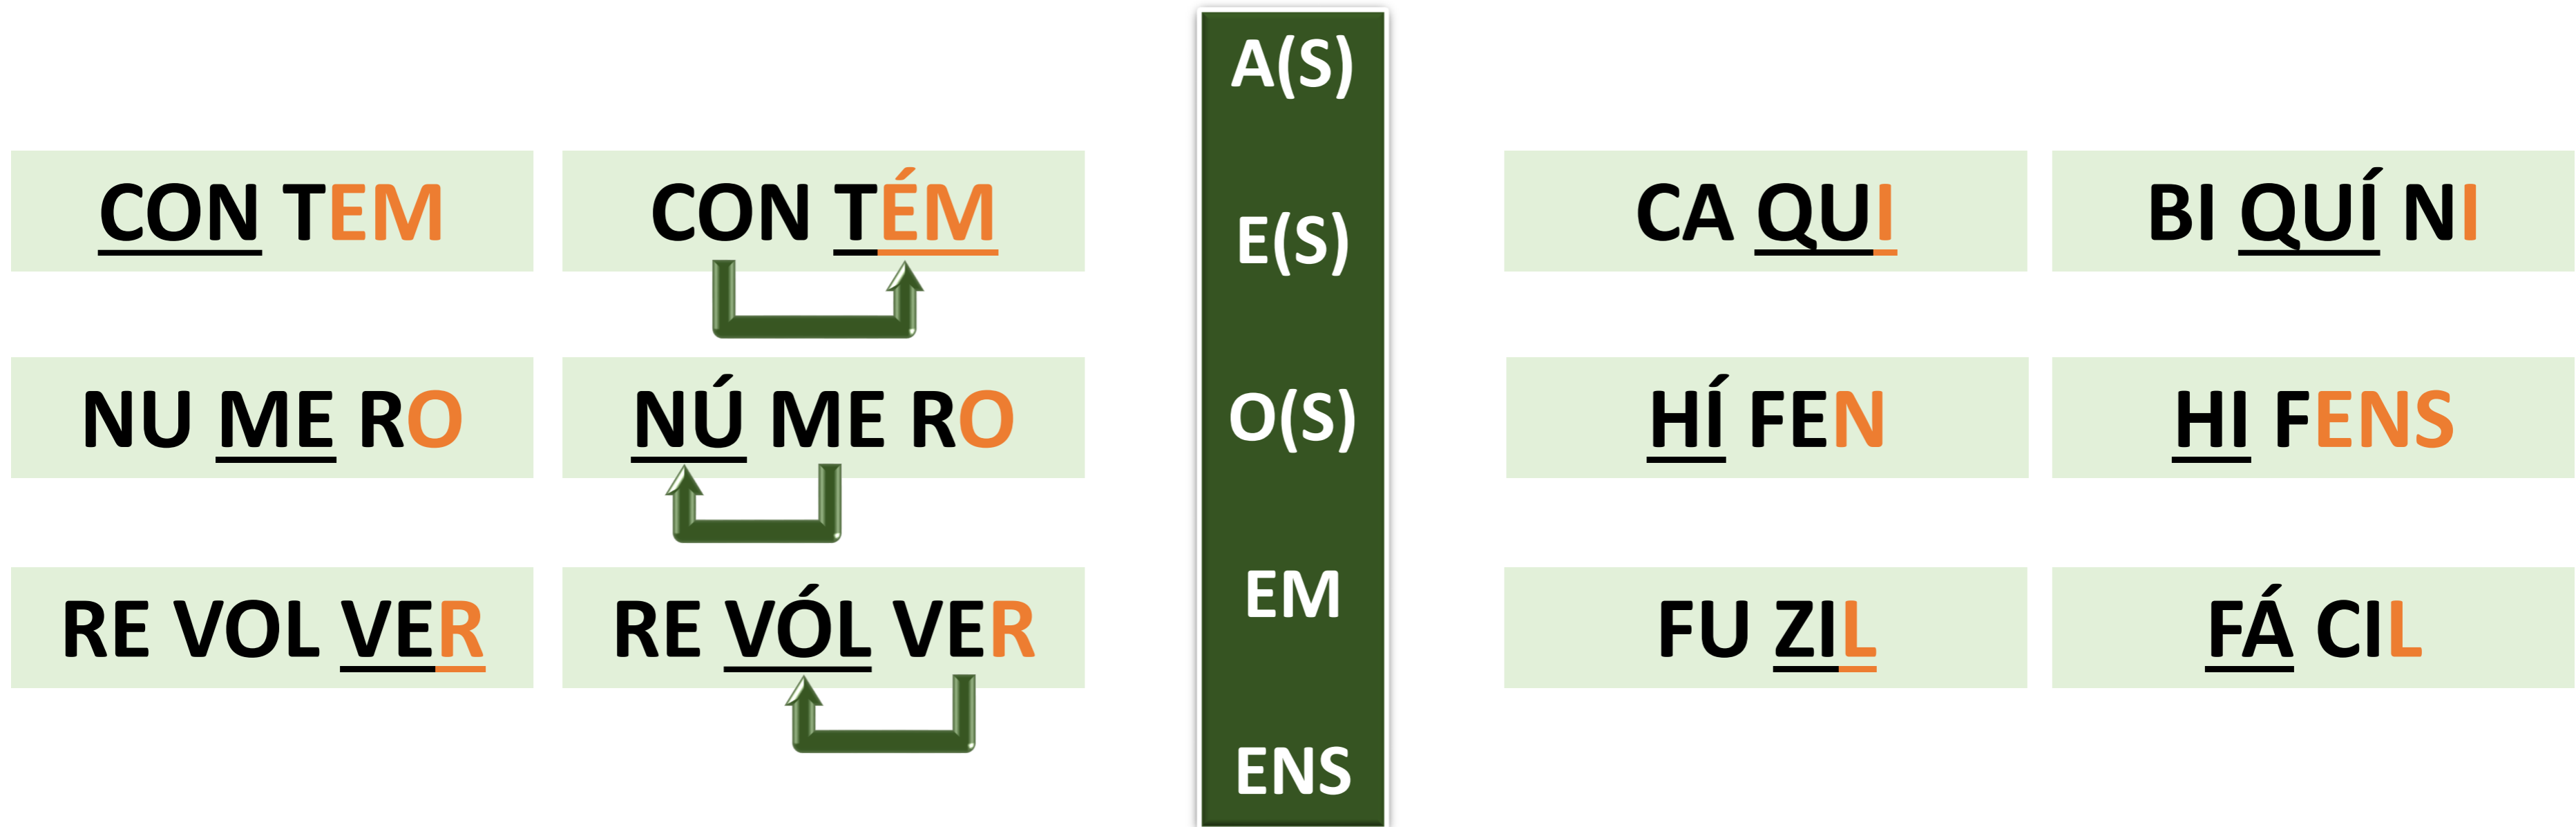 CON TEM
CON TÉM
NU ME RO
NÚ ME RO
RE VOL VER
RE VÓL VER
A(S)
E(S)
O(S)
EM
ENS
CA QUI
BI QUÍ NI
HÍ FEN
HI FENS
FU ZIL
FÁ CIL